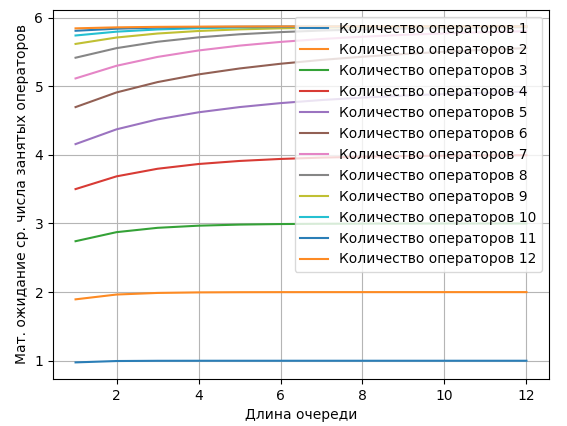 6
5
4
3
2
1
Мат. ожидание ср. числа занятых операторов
Количество операторов 1
Количество операторов 2
Количество операторов 3
Количество операторов 4
Количество операторов 5
Количество операторов 6
Количество операторов 7
Количество операторов 8
Количество операторов 9
Количество операторов 10
Количество операторов 11
Количество операторов 12
2 4 6 8 10 12
Длина очереди